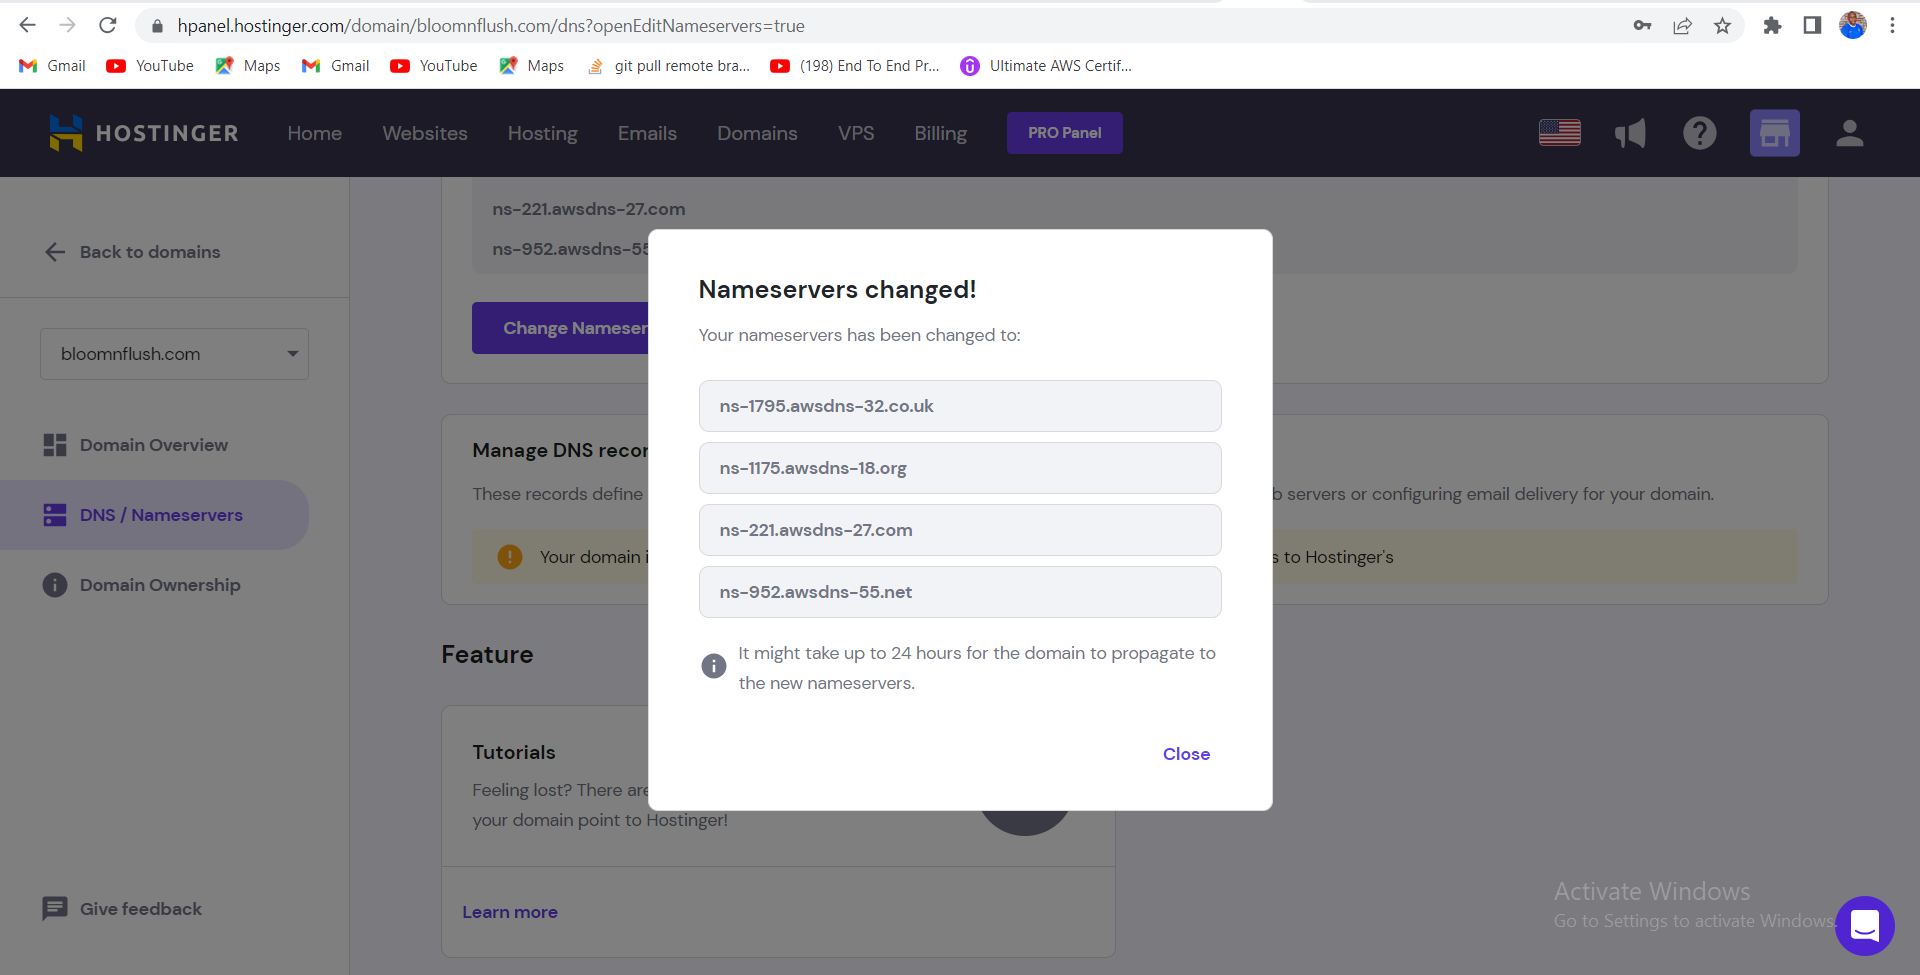 hpanel.hostinger.com/domain/bloomnflush.com/dns?openEditNameservers=true
Gmail YouTube Maps Gmail YouTube Maps git pull remote bra... (198) End To End Pr... Ultimate AWS Certif...
HOSTINGER Home Websites Hosting Emails Domains VPS Billing PRO Panel
Back to domains
bloomnflush.com
Domain Overview
DNS / Nameservers
Domain Ownership
Give feedback
ns-221.awsdns-27.com
ns-952.awsdns-55
Change Nameser
Manage DNS recor
These records define b servers or configuring email delivery for your domain.
Your domain i s to Hostinger's
Feature
Tutorials
Feeling lost? There are
your domain point to Hostinger!
Learn more
Nameservers changed!
Your nameservers has been changed to:
ns-1795.awsdns-32.co.uk
ns-1175.awsdns-18.org
ns-221.awsdns-27.com
ns-952.awsdns-55.net
It might take up to 24 hours for the domain to propagate to
the new nameservers.
Close
Activate Windows
Go to Settings to activate Windows.